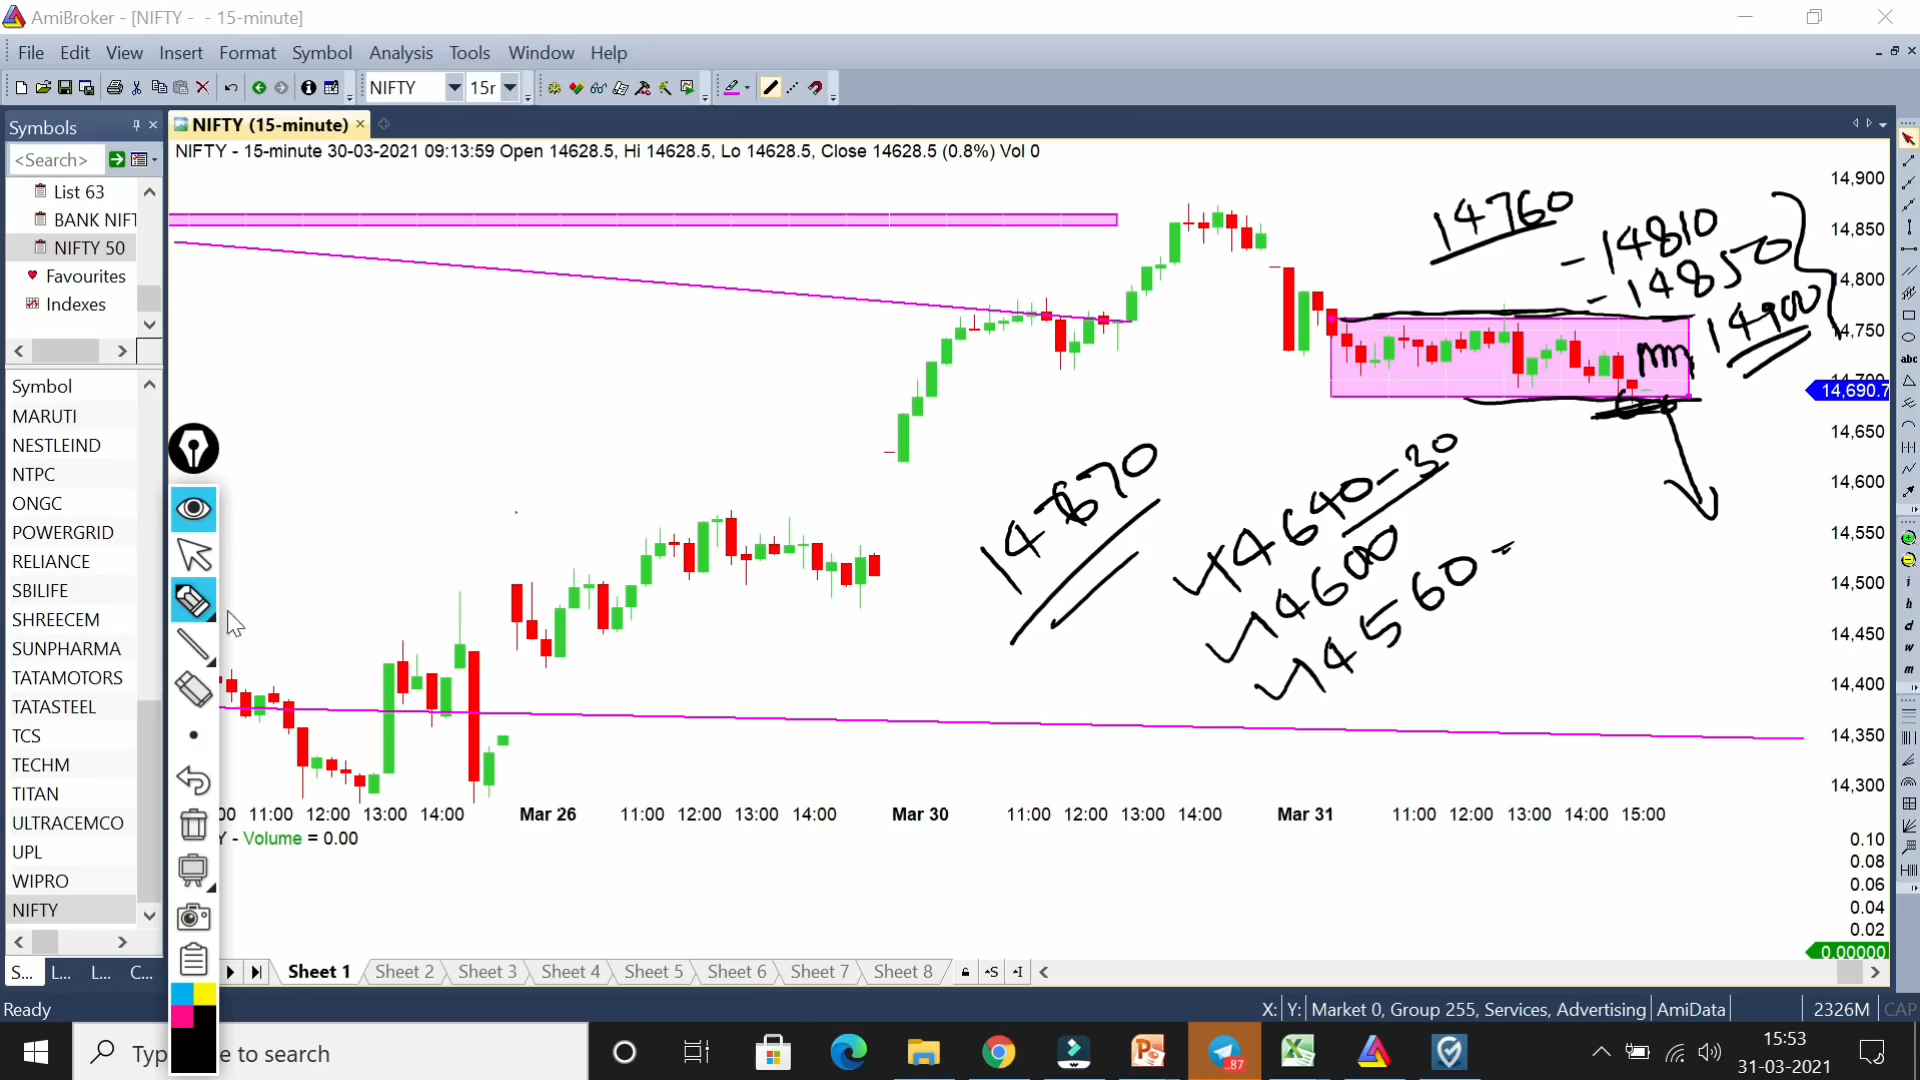 AmiBroker - [NIFTY - - 15-minute]
File Edit View Insert Format Symbol Analysis Tools Window Help
NIFTY 15r
Symbols
NIFTY (15-minute)
<Search>
NIFTY - 15-minute 30-03-2021 09:13:59 Open 14628.5, Hi 14628.5, Lo 14628.5, Close 14628.5 (0.8%) Vol 0
List 63
BANK NIFT
NIFTY 50
Favourites
Indexes
Symbol
MARUTI
NESTLEIND
NTPC
ONGC
POWERGRID
RELIANCE
SBILIFE
SHREECEM
SUNPHARMA
TATAMOTORS
TATASTEEL
TCS
TECHM
TITAN
ULTRACEMCO
UPL
WIPRO
NIFTY
14760
- 14810
- 14850
14900
14640-30
14600
14560-
14,900
14,850
14,800
14,750
14,700
14,690.7
14,650
14,600
14,550
14,500
14,450
14,400
14,350
14,300
00 11:00 12:00 13:00 14:00 Mar 26 11:00 12:00 13:00 14:00 Mar 30 11:00 12:00 13:00 14:00 Mar 31 11:00 12:00 13:00 14:00 15:00
Y - Volume = 0.00
0.10
0.08
0.06
0.04
0.02
0.00000
abc
i
h
d
w
m
S... L... L... C...
Sheet 1 Sheet 2 Sheet 3 Sheet 4 Sheet 5 Sheet 6 Sheet 7 Sheet 8
Ready
X: Y: Market 0, Group 255, Services, Advertising AmiData 2326M CAP
Typ e to search
..87
15:53
31-03-2021